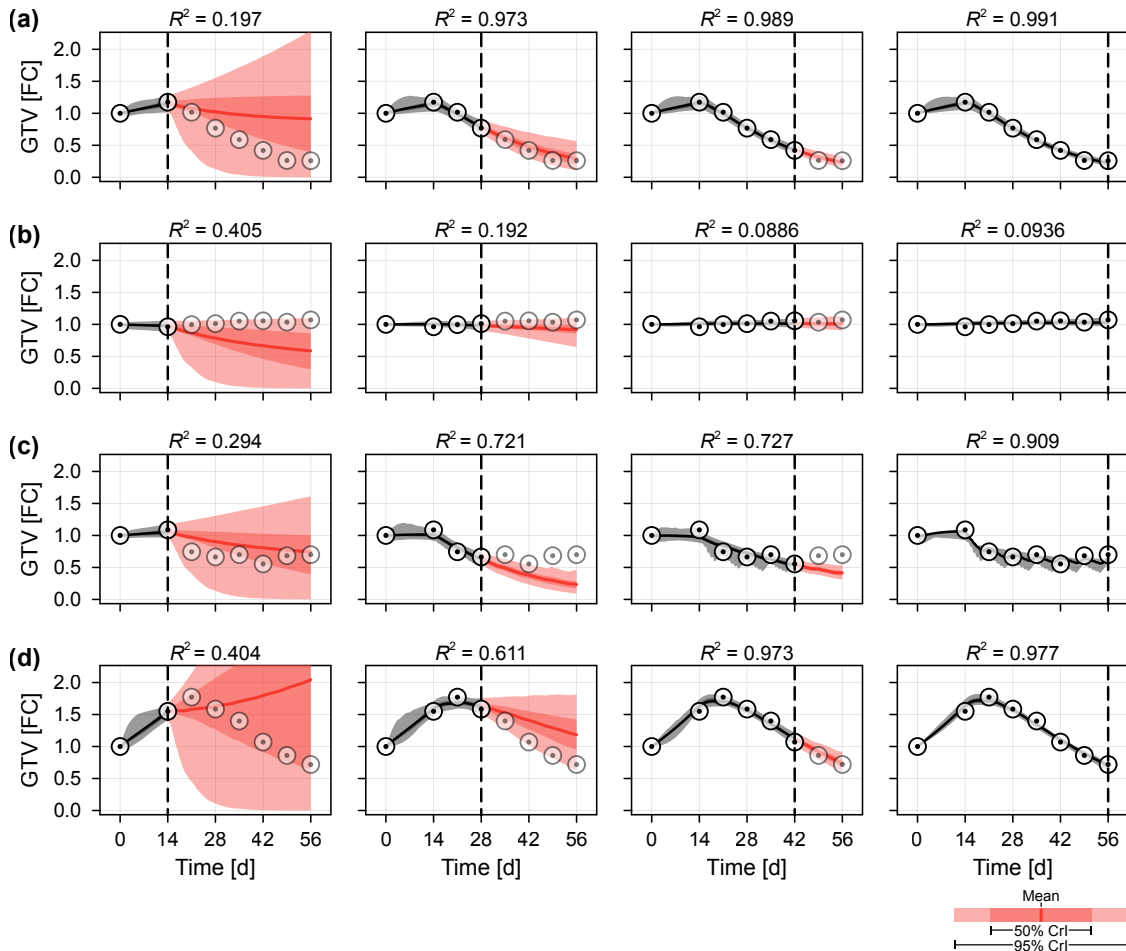 (a)
R² = 0.197
R² = 0.973
R² = 0.989
R² = 0.991
GTV [FC]
2.0
1.5
1.0
0.5
0.0
(b)
R² = 0.405
R² = 0.192
R² = 0.0886
R² = 0.0936
GTV [FC]
2.0
1.5
1.0
0.5
0.0
(c)
R² = 0.294
R² = 0.721
R² = 0.727
R² = 0.909
GTV [FC]
2.0
1.5
1.0
0.5
0.0
(d)
R² = 0.404
R² = 0.611
R² = 0.973
R² = 0.977
GTV [FC]
2.0
1.5
1.0
0.5
0.0
0 14 28 42 56
0 14 28 42 56
0 14 28 42 56
0 14 28 42 56
Time [d]
Time [d]
Time [d]
Time [d]
Mean
50% CrI
95% CrI